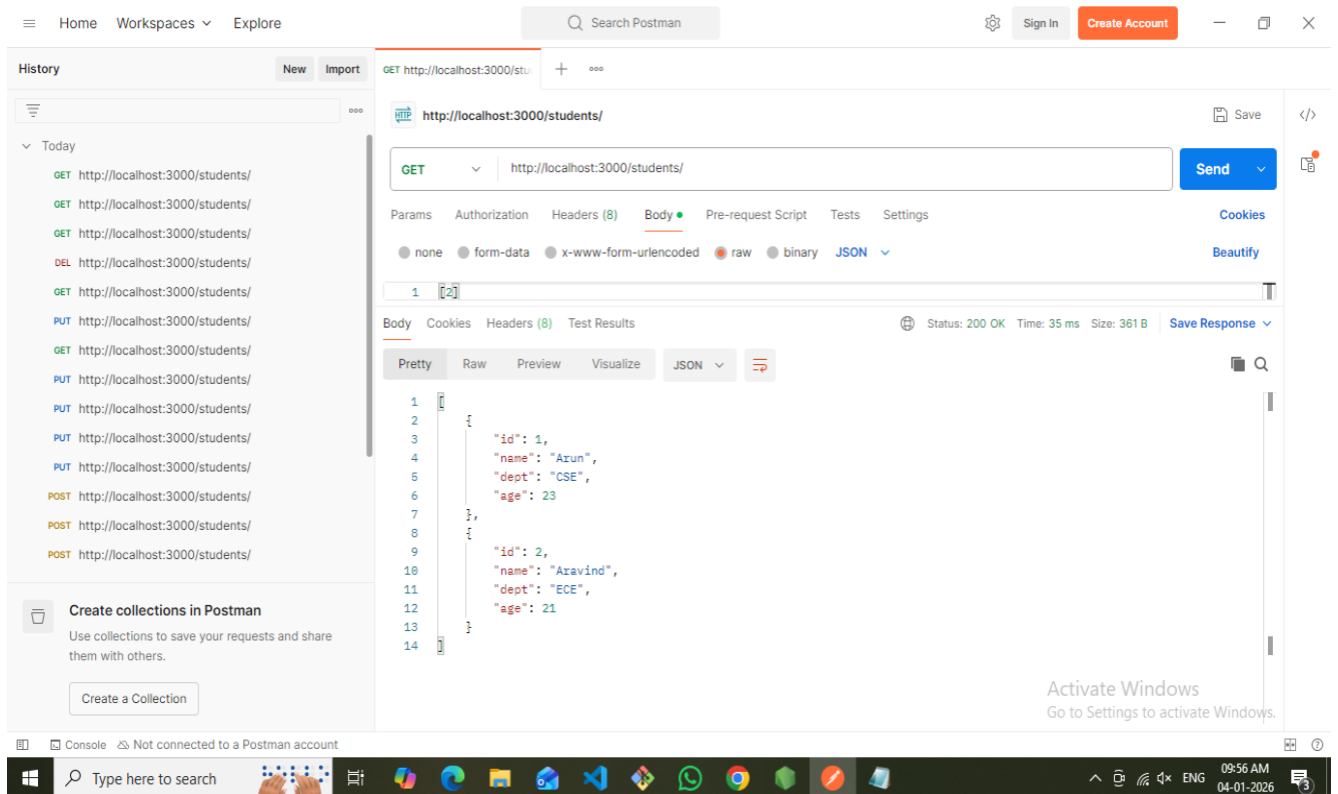 Home Workspaces Explore Search Postman Sign In Create Account
History New Import GET http://localhost:3000/stu
HTTP http://localhost:3000/students/ Save </>
Today
GET http://localhost:3000/students/
GET http://localhost:3000/students/
GET http://localhost:3000/students/
DEL http://localhost:3000/students/
GET http://localhost:3000/students/
PUT http://localhost:3000/students/
GET http://localhost:3000/students/
PUT http://localhost:3000/students/
PUT http://localhost:3000/students/
PUT http://localhost:3000/students/
PUT http://localhost:3000/students/
POST http://localhost:3000/students/
POST http://localhost:3000/students/
POST http://localhost:3000/students/
Create collections in Postman
Use collections to save your requests and share
them with others.
Create a Collection
GET http://localhost:3000/students/ Send
Params Authorization Headers (8) Body Pre-request Script Tests Settings Cookies
none form-data x-www-form-urlencoded raw binary JSON Beautify
1 [2]
Body Cookies Headers (8) Test Results Status: 200 OK Time: 35 ms Size: 361 B Save Response
Pretty Raw Preview Visualize JSON
1 [
2 {
3 "id": 1,
4 "name": "Arun",
5 "dept": "CSE",
6 "age": 23
7 },
8 {
9 "id": 2,
10 "name": "Aravind",
11 "dept": "ECE",
12 "age": 21
13 }
14 ]
Activate Windows
Go to Settings to activate Windows.
Console Not connected to a Postman account
Type here to search ENG 09:56 AM
04-01-2026 3